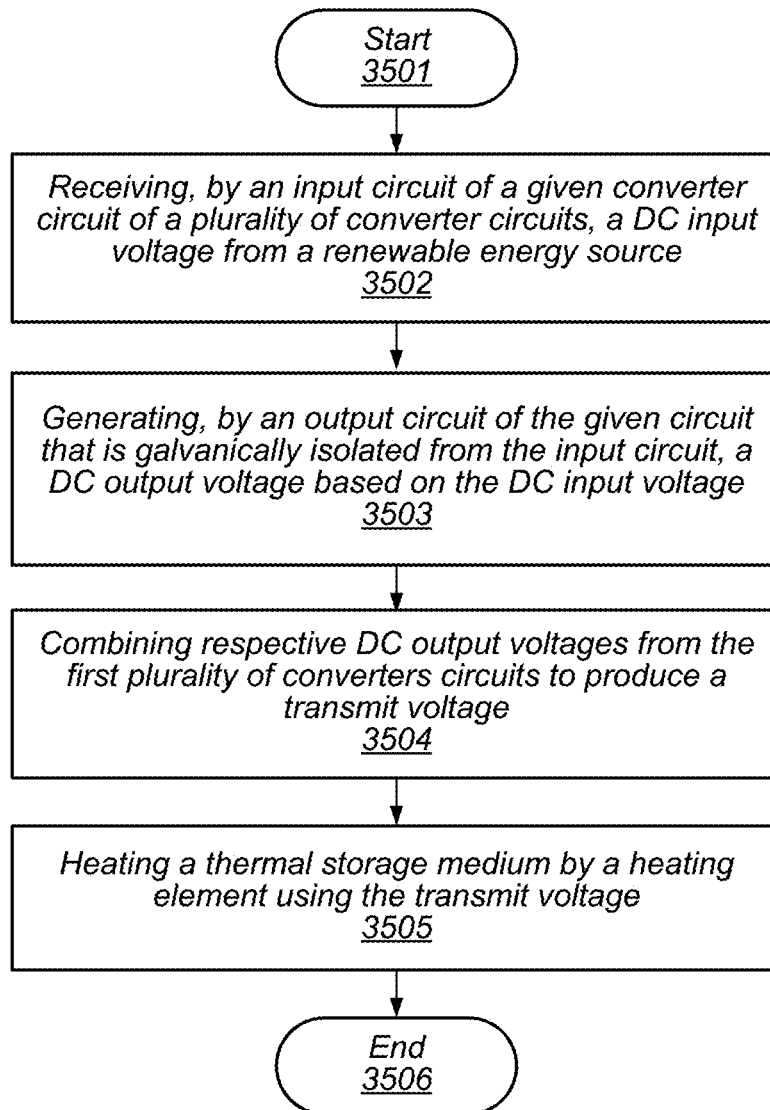 Start
3501
Receiving, by an input circuit of a given converter
circuit of a plurality of converter circuits, a DC input
voltage from a renewable energy source
3502
Generating, by an output circuit of the given circuit
that is galvanically isolated from the input circuit, a
DC output voltage based on the DC input voltage
3503
Combining respective DC output voltages from the
first plurality of converters circuits to produce a
transmit voltage
3504
Heating a thermal storage medium by a heating
element using the transmit voltage
3505
End
3506